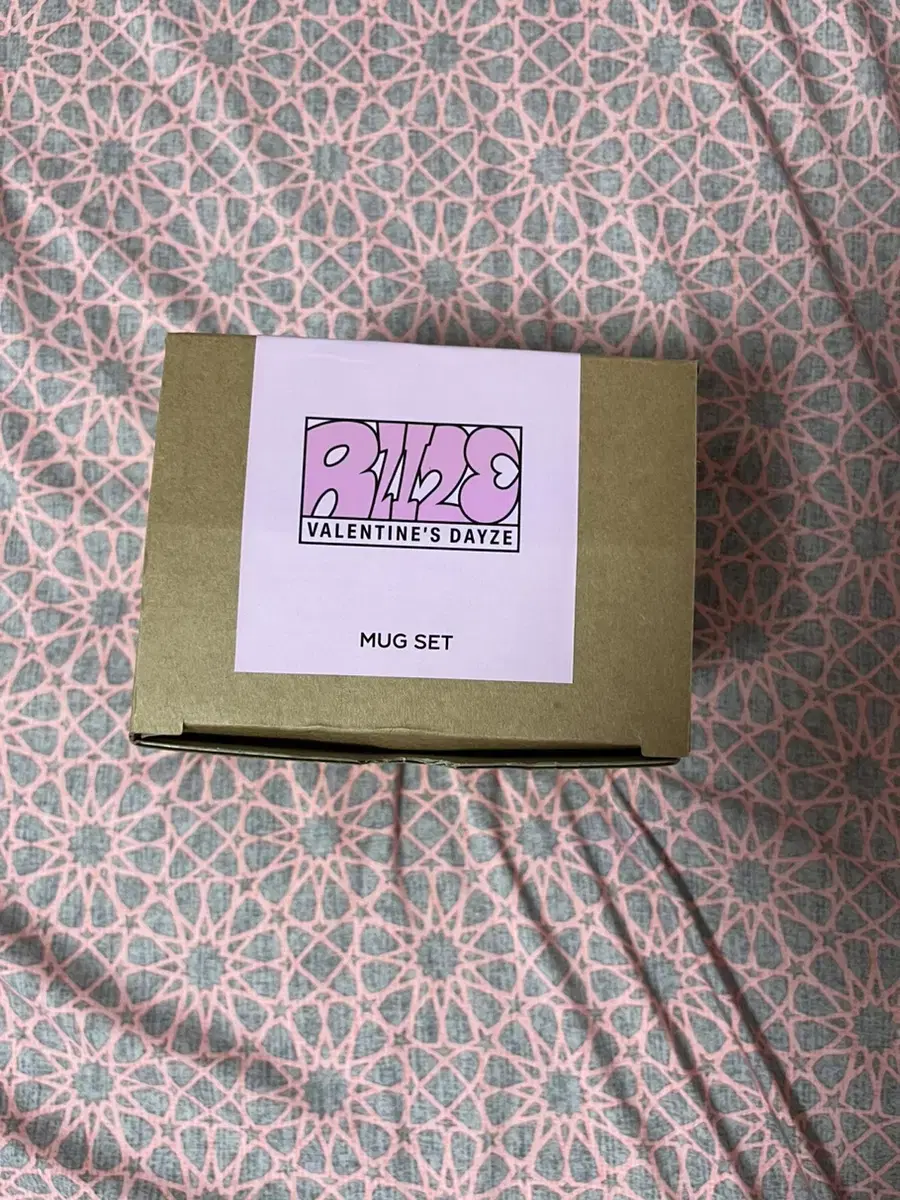 RIIZE
VALENTINE'S DAYZE
MUG SET